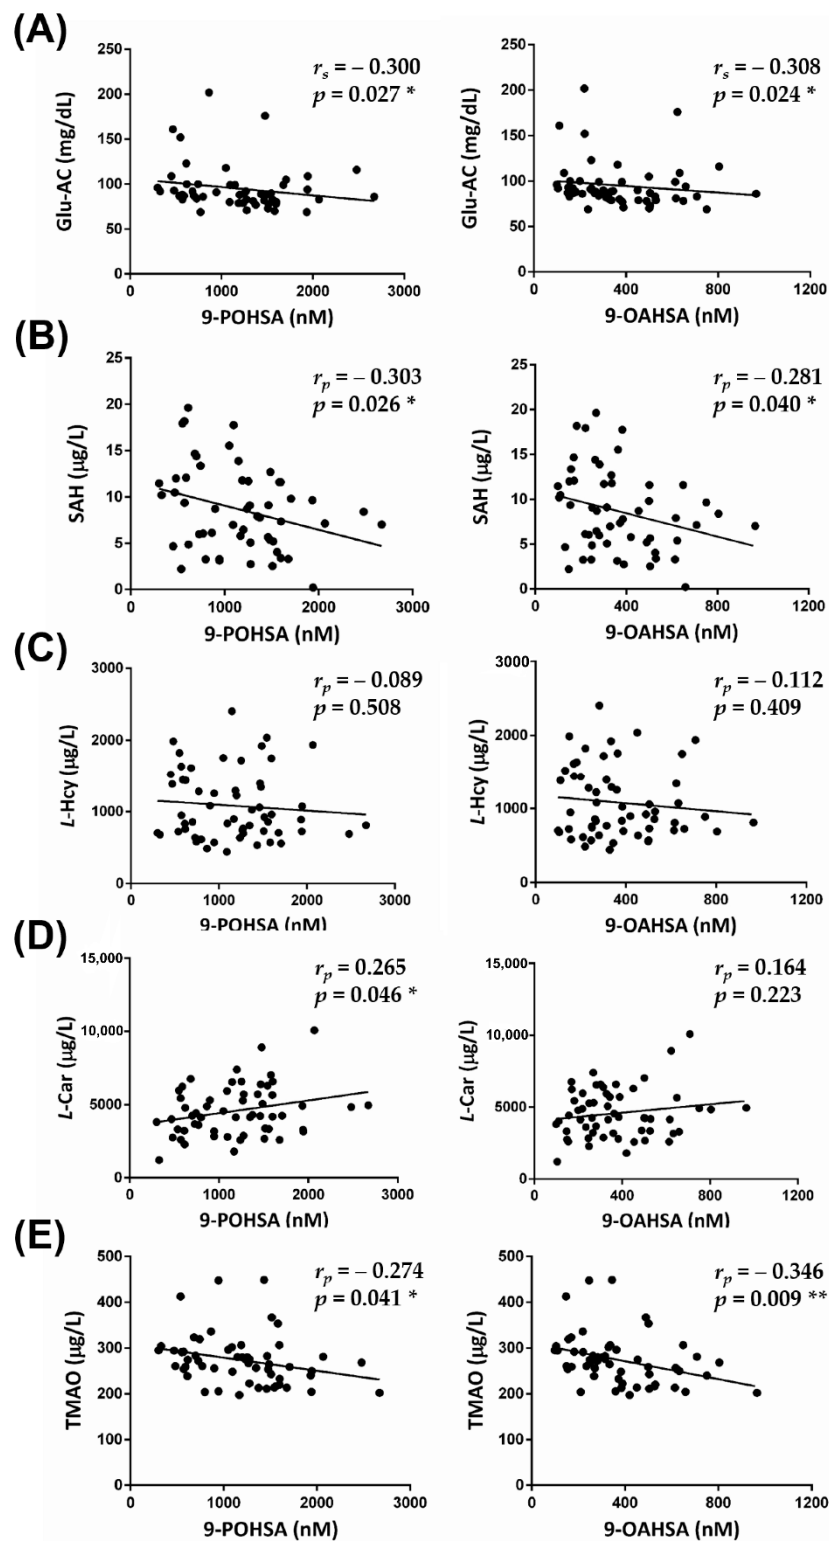 (A)
r_s = – 0.300
p = 0.027 *
Glu-AC (mg/dL)
250
200
150
100
50
0
0 1000 2000 3000
9-POHSA (nM)
r_s = – 0.308
p = 0.024 *
Glu-AC (mg/dL)
250
200
150
100
50
0
0 400 800 1200
9-OAHSA (nM)
(B)
r_p = – 0.303
p = 0.026 *
SAH (µg/L)
25
20
15
10
5
0
0 1000 2000 3000
9-POHSA (nM)
r_p = – 0.281
p = 0.040 *
SAH (µg/L)
25
20
15
10
5
0
0 400 800 1200
9-OAHSA (nM)
(C)
r_p = – 0.089
p = 0.508
L-Hcy (µg/L)
3000
2000
1000
0
0 1000 2000 3000
9-POHSA (nM)
r_p = – 0.112
p = 0.409
L-Hcy (µg/L)
3000
2000
1000
0
0 400 800 1200
9-OAHSA (nM)
(D)
r_p = 0.265
p = 0.046 *
L-Car (µg/L)
15,000
10,000
5000
0
0 1000 2000 3000
9-POHSA (nM)
r_p = 0.164
p = 0.223
L-Car (µg/L)
15,000
10,000
5000
0
0 400 800 1200
9-OAHSA (nM)
(E)
r_p = – 0.274
p = 0.041 *
TMAO (µg/L)
500
400
300
200
100
0
0 1000 2000 3000
9-POHSA (nM)
r_p = – 0.346
p = 0.009 **
TMAO (µg/L)
500
400
300
200
100
0
0 400 800 1200
9-OAHSA (nM)